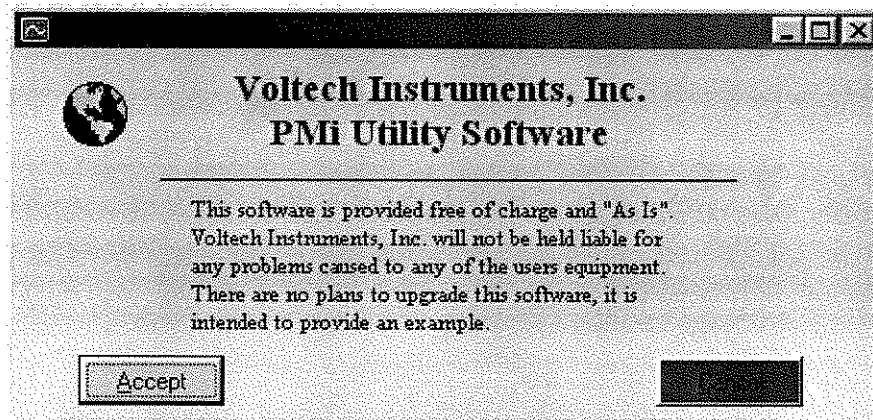 Voltech Instruments, Inc.
PMi Utility Software
This software is provided free of charge and "As Is".
Voltech Instruments, Inc. will not be held liable for
any problems caused to any of the users equipment.
There are no plans to upgrade this software, it is
intended to provide an example.
Accept